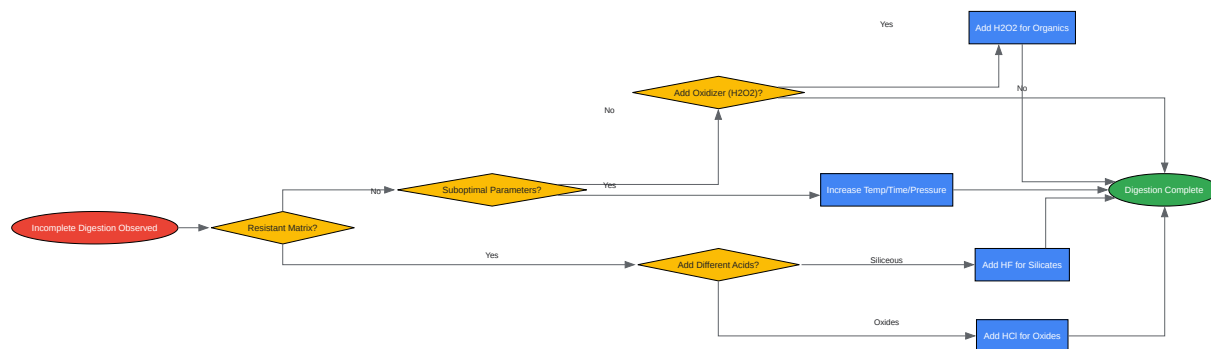 Yes
Add H2O2 for Organics
Add Oxidizer (H2O2)?
No
No
No
Suboptimal Parameters?
Yes
Increase Temp/Time/Pressure
Digestion Complete
Incomplete Digestion Observed
Resistant Matrix?
Yes
Add Different Acids?
Siliceous
Add HF for Silicates
Oxides
Add HCl for Oxides